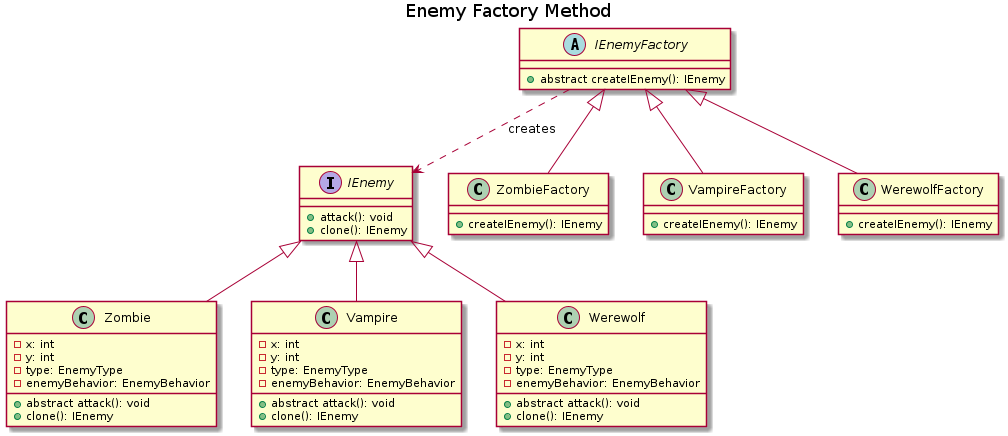 Enemy Factory Method
A IEnemyFactory
abstract createIEnemy(): IEnemy
creates
I IEnemy
attack(): void
clone(): IEnemy
C ZombieFactory
createIEnemy(): IEnemy
C VampireFactory
createIEnemy(): IEnemy
C WerewolfFactory
createIEnemy(): IEnemy
C Zombie
x: int
y: int
type: EnemyType
enemyBehavior: EnemyBehavior
abstract attack(): void
clone(): IEnemy
C Vampire
x: int
y: int
type: EnemyType
enemyBehavior: EnemyBehavior
abstract attack(): void
clone(): IEnemy
C Werewolf
x: int
y: int
type: EnemyType
enemyBehavior: EnemyBehavior
abstract attack(): void
clone(): IEnemy